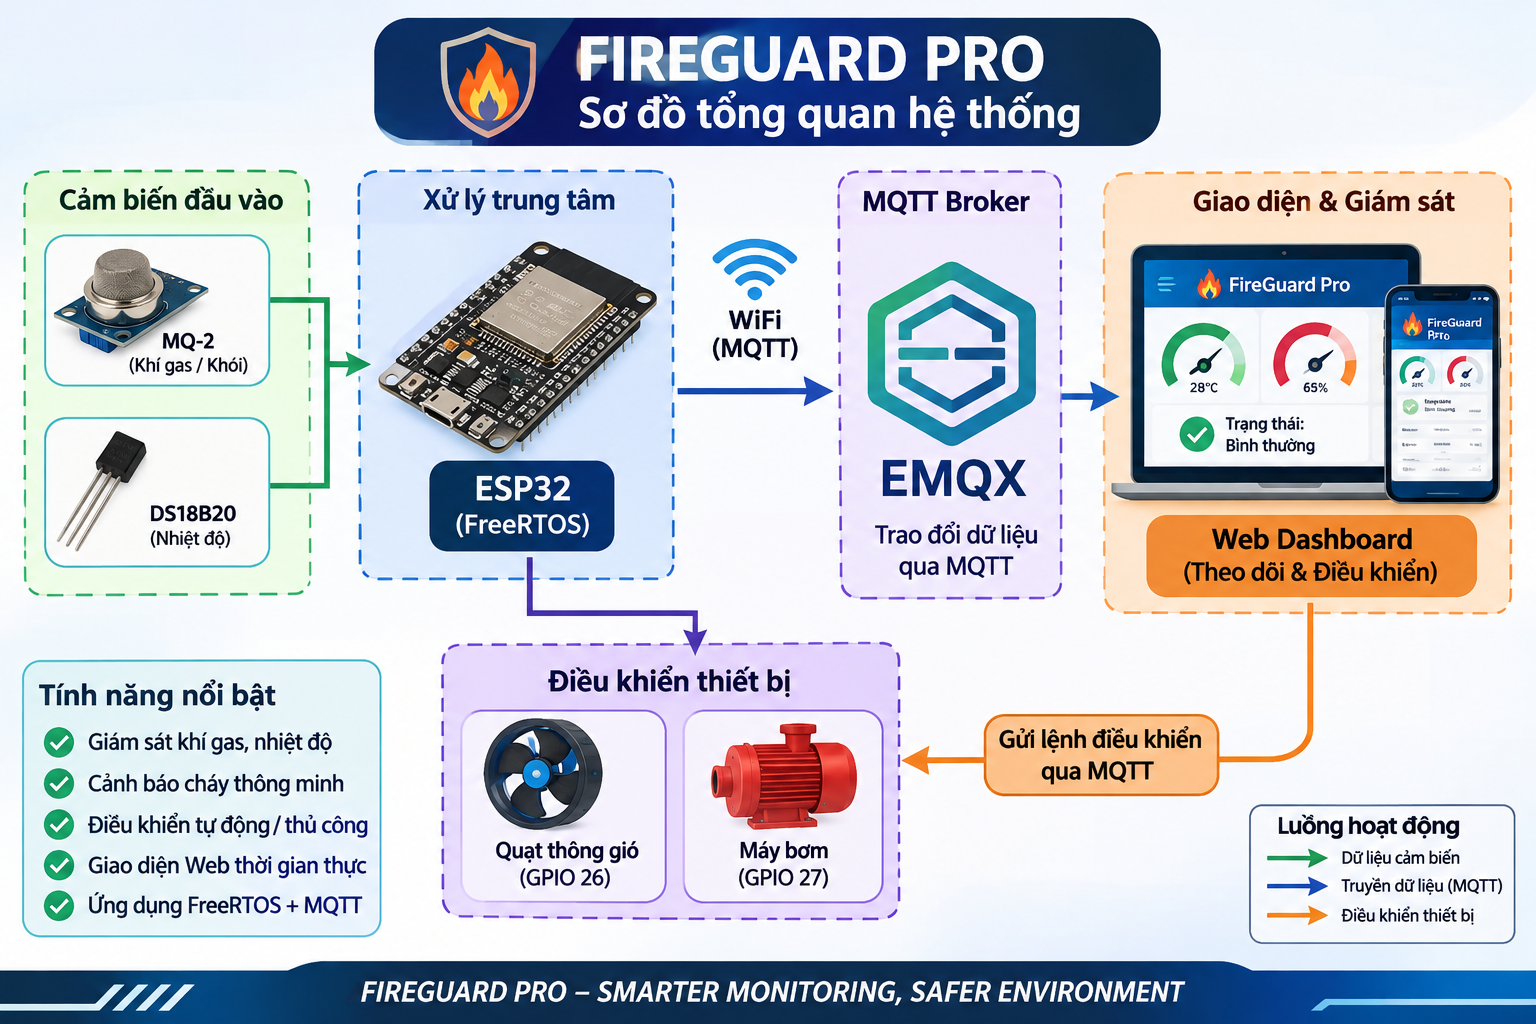 FIREGUARD PRO
Sơ đồ tổng quan hệ thống
Cảm biến đầu vào
MQ-2
(Khí gas / Khói)
DS18B20
(Nhiệt độ)
Xử lý trung tâm
ESP32
(FreeRTOS)
WiFi
(MQTT)
MQTT Broker
EMQX
Trao đổi dữ liệu
qua MQTT
Giao diện & Giám sát
FireGuard Pro
28°C
65%
Trạng thái:
Bình thường
FireGuard
Web Dashboard
(Theo dõi & Điều khiển)
Tính năng nổi bật
Giám sát khí gas, nhiệt độ
Cảnh báo cháy thông minh
Điều khiển tự động / thủ công
Giao diện Web thời gian thực
Ứng dụng FreeRTOS + MQTT
Điều khiển thiết bị
Quạt thông gió
(GPIO 26)
Máy bơm
(GPIO 27)
Gửi lệnh điều khiển
qua MQTT
Luồng hoạt động
Dữ liệu cảm biến
Truyền dữ liệu (MQTT)
Điều khiển thiết bị
FIREGUARD PRO – SMARTER MONITORING, SAFER ENVIRONMENT